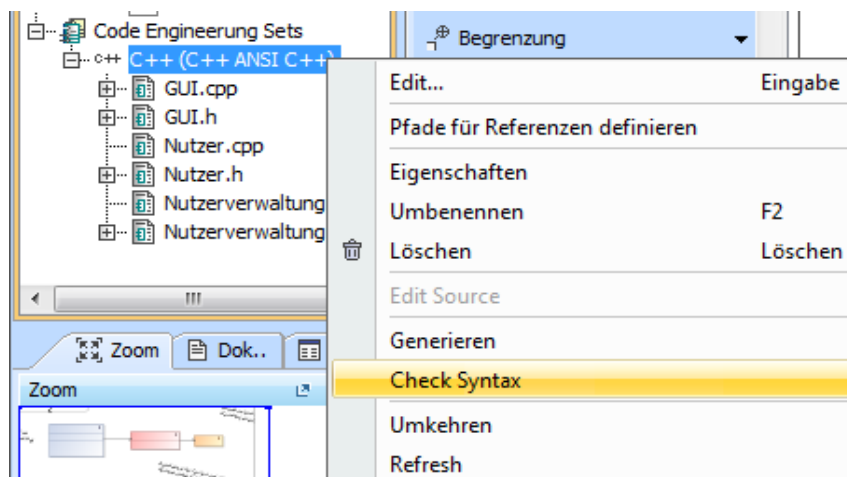 Code Engineering Sets
C++ C++ (C++ ANSI C++)
GUI.cpp
GUI.h
Nutzer.cpp
Nutzer.h
Nutzerverwaltung
Nutzerverwaltung
Zoom
Dok..
Zoom
Begrenzung
Edit... Eingabe
Pfade für Referenzen definieren
Eigenschaften
Umbenennen F2
Löschen Löschen
Edit Source
Generieren
Check Syntax
Umkehren
Refresh